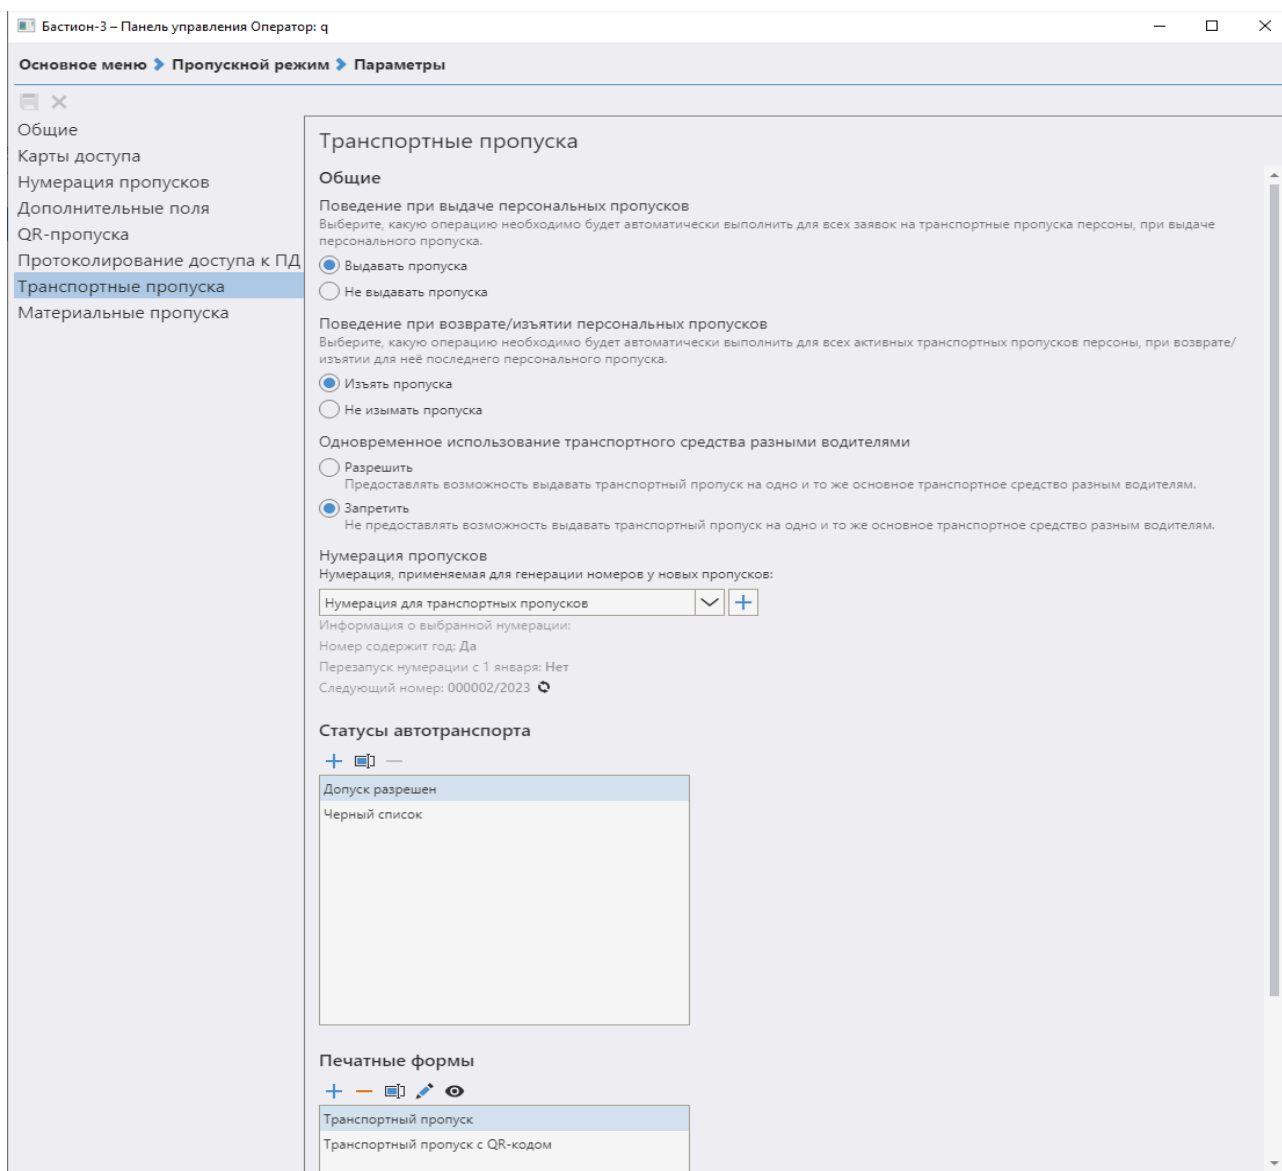 Бастион-3 – Панель управления Оператор: q
Основное меню Пропускной режим Параметры
Общие
Карты доступа
Нумерация пропусков
Дополнительные поля
QR-пропуска
Протоколирование доступа к ПД
Транспортные пропуска
Материальные пропуска
Транспортные пропуска
Общие
Поведение при выдаче персональных пропусков
Выберите, какую операцию необходимо будет автоматически выполнить для всех заявок на транспортные пропуска персоны, при выдаче
персонального пропуска.
Выдавать пропуска
Не выдавать пропуска
Поведение при возврате/изъятии персональных пропусков
Выберите, какую операцию необходимо будет автоматически выполнить для всех активных транспортных пропусков персоны, при возврате/
изъятии для неё последнего персонального пропуска.
Изъять пропуска
Не изымать пропуска
Одновременное использование транспортного средства разными водителями
Разрешить
Предоставлять возможность выдавать транспортный пропуск на одно и то же основное транспортное средство разным водителям.
Запретить
Не предоставлять возможность выдавать транспортный пропуск на одно и то же основное транспортное средство разным водителям.
Нумерация пропусков
Нумерация, применяемая для генерации номеров у новых пропусков:
Нумерация для транспортных пропусков
Информация о выбранной нумерации:
Номер содержит год: Да
Перезапуск нумерации с 1 января: Нет
Следующий номер: 000002/2023
Статусы автотранспорта
Допуск разрешен
Черный список
Печатные формы
Транспортный пропуск
Транспортный пропуск с QR-кодом